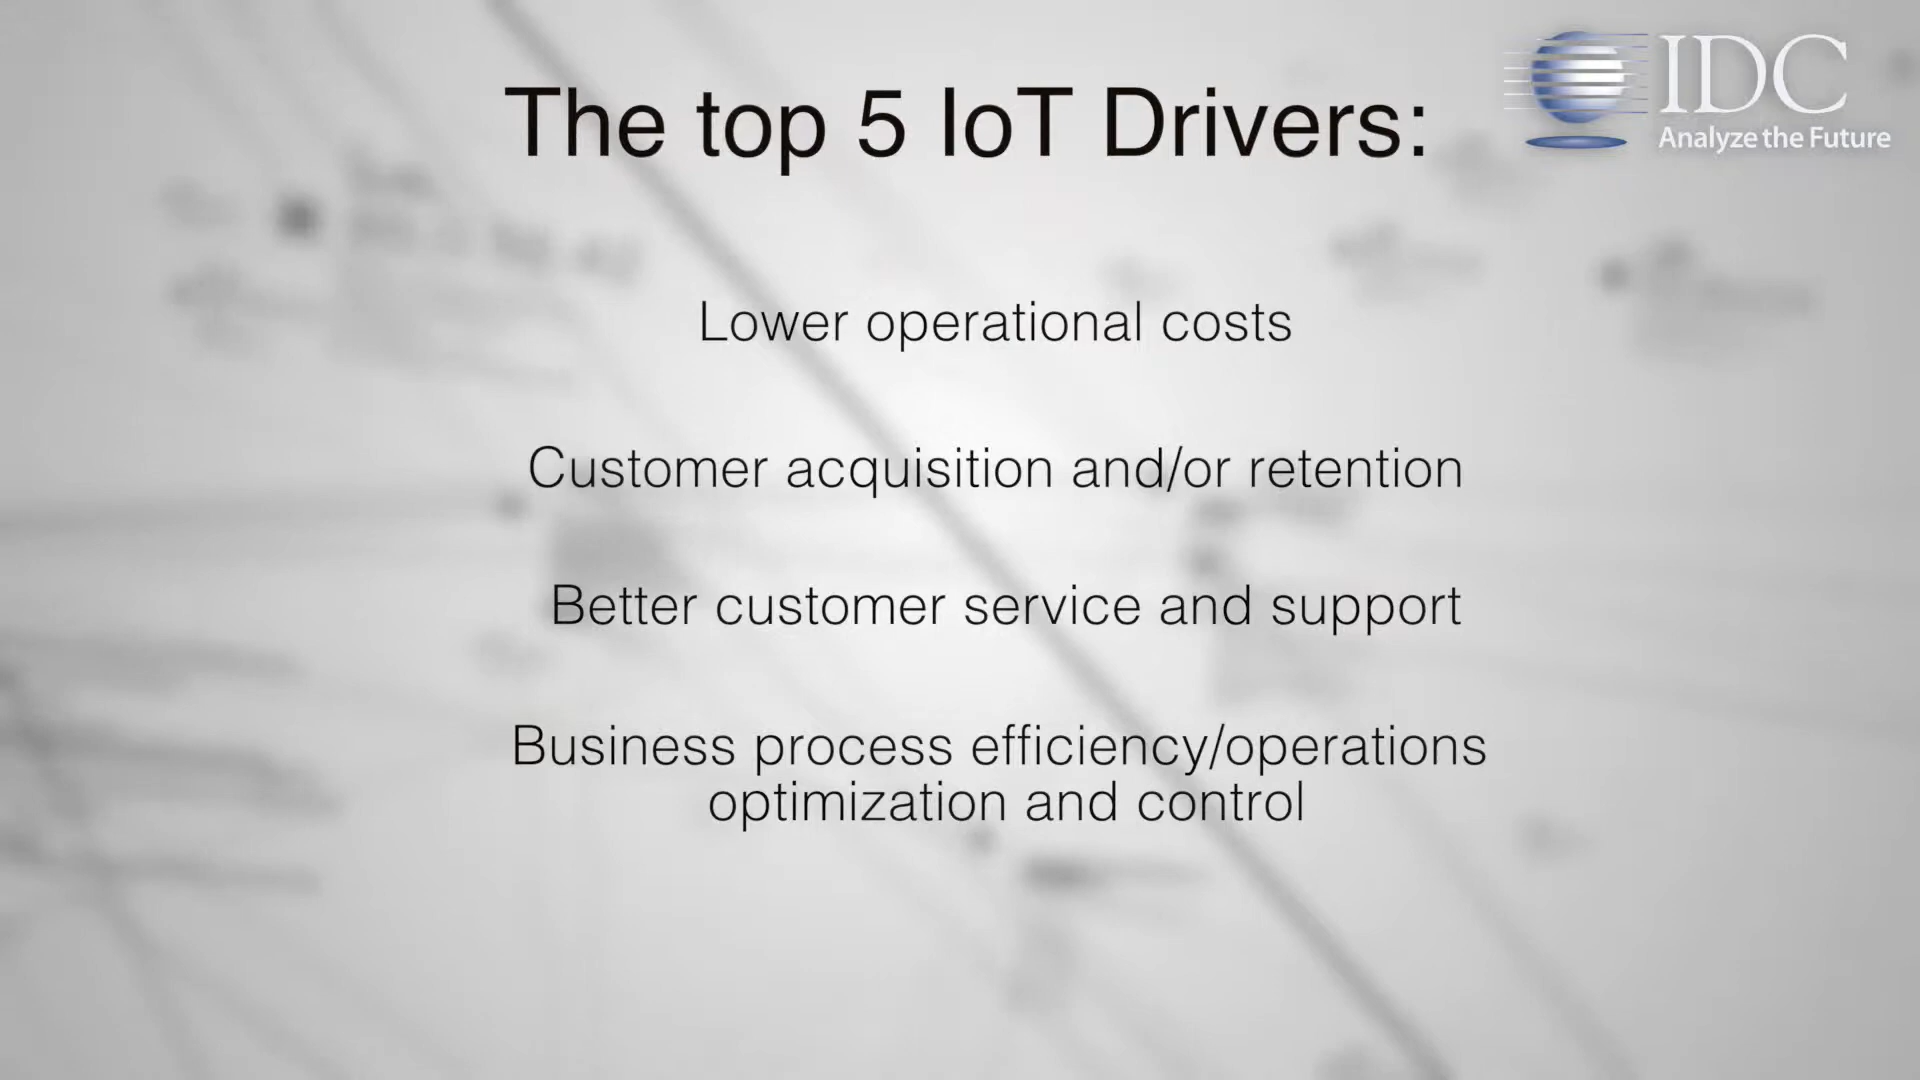 The top 5 IoT Drivers:
IDC
Analyze the Future
Lower operational costs
Customer acquisition and/or retention
Better customer service and support
Business process efficiency/operations
optimization and control